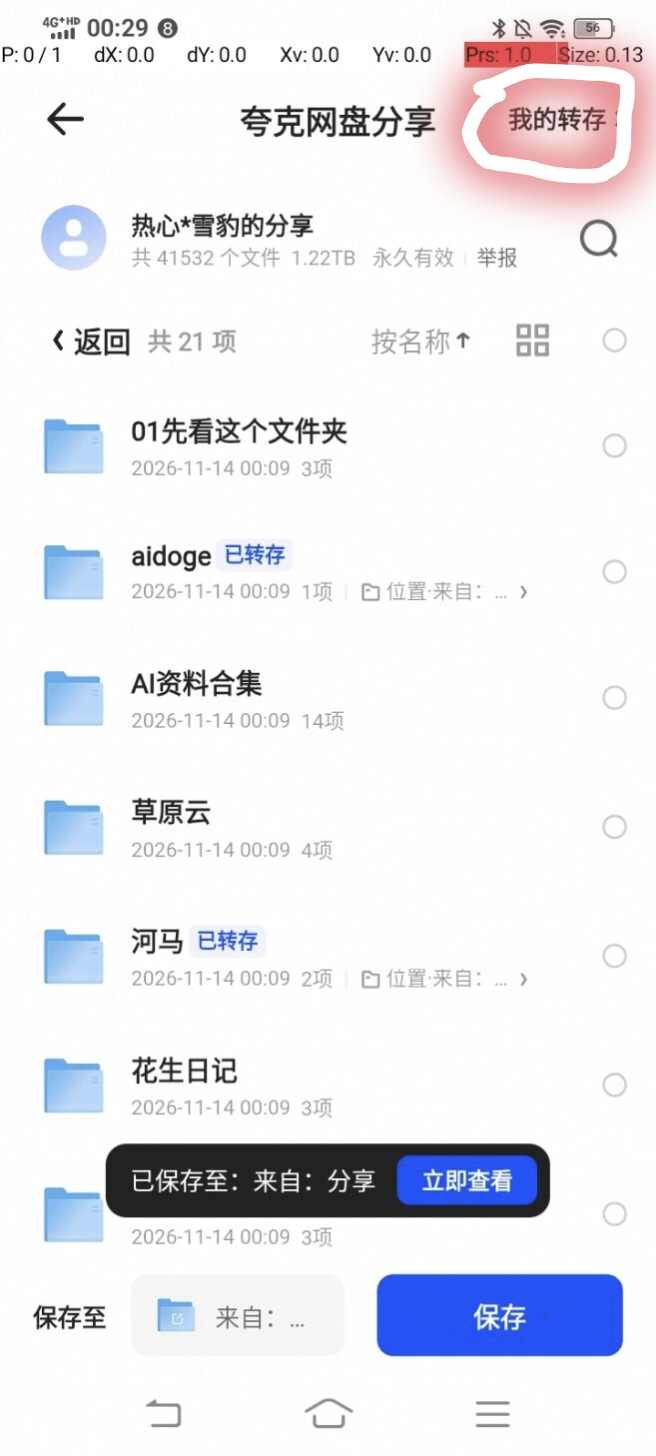 4G+HD 00:29 8 56
P: 0 / 1 dX: 0.0 dY: 0.0 Xv: 0.0 Yv: 0.0 Prs: 1.0 Size: 0.13
夸克网盘分享 我的转存
热心*雪豹的分享
共 41532 个文件 1.22TB 永久有效 举报
返回 共 21 项 按名称
01先看这个文件夹
2026-11-14 00:09 3项
aidoge 已转存
2026-11-14 00:09 1项 位置·来自：...
AI资料合集
2026-11-14 00:09 14项
草原云
2026-11-14 00:09 4项
河马 已转存
2026-11-14 00:09 2项 位置·来自：...
花生日记
2026-11-14 00:09 3项
已保存至：来自：分享 立即查看
2026-11-14 00:09 3项
保存至 来自：... 保存